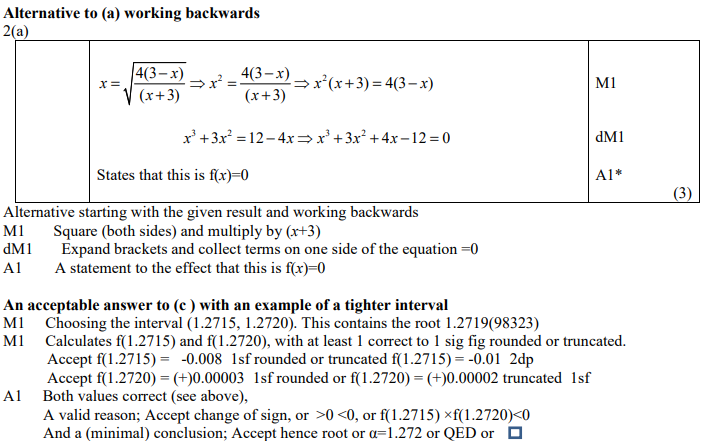 Alternative to (a) working backwards
2(a)
x = √(4(3−x)/(x+3)) ⇒ x² = 4(3−x)/(x+3) ⇒ x²(x+3) = 4(3−x) M1
x³ + 3x² = 12 − 4x ⇒ x³ + 3x² + 4x − 12 = 0 dM1
States that this is f(x)=0 A1*
(3)
Alternative starting with the given result and working backwards
M1 Square (both sides) and multiply by (x+3)
dM1 Expand brackets and collect terms on one side of the equation =0
A1 A statement to the effect that this is f(x)=0
An acceptable answer to (c ) with an example of a tighter interval
M1 Choosing the interval (1.2715, 1.2720). This contains the root 1.2719(98323)
M1 Calculates f(1.2715) and f(1.2720), with at least 1 correct to 1 sig fig rounded or truncated.
Accept f(1.2715) = -0.008 1sf rounded or truncated f(1.2715) = -0.01 2dp
Accept f(1.2720) = (+)0.00003 1sf rounded or f(1.2720) = (+)0.00002 truncated 1sf
A1 Both values correct (see above),
A valid reason; Accept change of sign, or >0 <0, or f(1.2715) ×f(1.2720)<0
And a (minimal) conclusion; Accept hence root or α=1.272 or QED or □